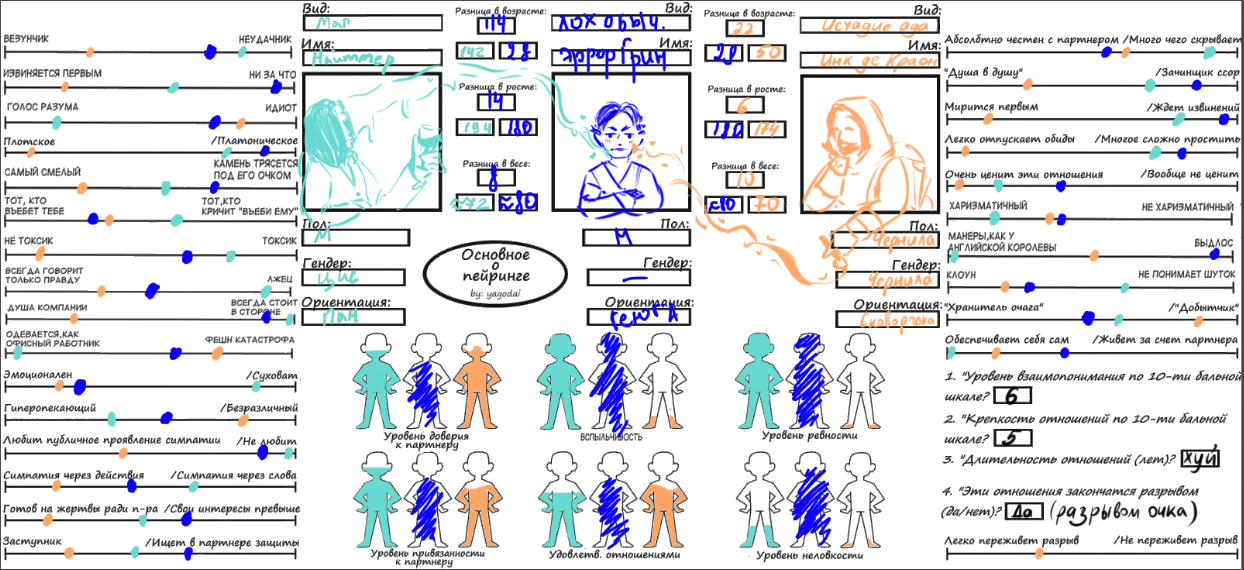 ВЕЗУНЧИК
НЕУДАЧНИК
ИЗВИНЯЕТСЯ ПЕРВЫМ
НИ ЗА ЧТО
ГОЛОС РАЗУМА
ИДИОТ
Плотское
/Платоническое
САМЫЙ СМЕЛЫЙ
КАМЕНЬ ТРЯСЕТСЯ
ПОД ЕГО ОЧКОМ
ТОТ, КТО
ВЪЕБЕТ ТЕБЕ
ТОТ,КТО
КРИЧИТ "ВЪЕБИ ЕМУ"
НЕ ТОКСИК
ТОКСИК
ВСЕГДА ГОВОРИТ
ТОЛЬКО ПРАВДУ
ЛЖЕЦ
ДУША КОМПАНИИ
ВСЕГДА СТОИТ
В СТОРОНЕ
ОДЕВАЕТСЯ,КАК
ОФИСНЫЙ РАБОТНИК
ФЕШН КАТАСТРОФА
Эмоционален
/Суховат
Гиперопекающий
/Безразличный
Любит публичное проявление симпатии
/Не любит
Симпатия через действия
/Симпатия через слова
Готов на жертвы ради п-ра
/Свои интересы превыше
Заступник
/Ищет в партнере защиты
Вид:
Маг
Имя:
Пол:
М
Гендер:
Цис
Ориентация:
Пан
Разница в возрасте:
114
142
28
Разница в росте:
14
194
180
Разница в весе:
8
≈72
≈80
Основное
о
пейринге
by: yagodai
Вид:
лох обыч.
Имя:
Пол:
М
Гендер:
—
Ориентация:
Разница в возрасте:
22
28
50
Разница в росте:
6
180
174
Разница в весе:
10
≈80
70
Вид:
Исчадие ада
Имя:
Инк де Краон
Пол:
Чернила
Гендер:
Чернила
Ориентация:
Сковородка
Уровень доверия
к партнеру
ВСПЫЛЬЧИВОСТЬ
Уровень ревности
Уровень привязанности
к партнеру
Удовлетв. отношениями
Уровень неловкости
Абсолютно честен с партнером
/Много чего скрывает
"Душа в душу"
/Зачинщик ссор
Мирится первым
/Ждет извинений
Легко отпускает обиды
/Многое сложно простить
Очень ценит эти отношения
/Вообще не ценит
ХАРИЗМАТИЧНЫЙ
НЕ ХАРИЗМАТИЧНЫЙ
МАНЕРЫ,КАК У
АНГЛИЙСКОЙ КОРОЛЕВЫ
БЫДЛОС
КЛОУН
НЕ ПОНИМАЕТ ШУТОК
"Хранитель очага"
/"Добытчик"
Обеспечивает себя сам
/Живет за счет партнера
1. "Уровень взаимопонимания по 10-ти бальной
шкале? 6
2. "Крепкость отношений по 10-ти бальной
шкале? 5
3. "Длительность отношений (лет)? хуй
4. "Эти отношения закончатся разрывом
(да/нет)? Да (разрывом очка)
Легко переживет разрыв
/Не переживет разрыв